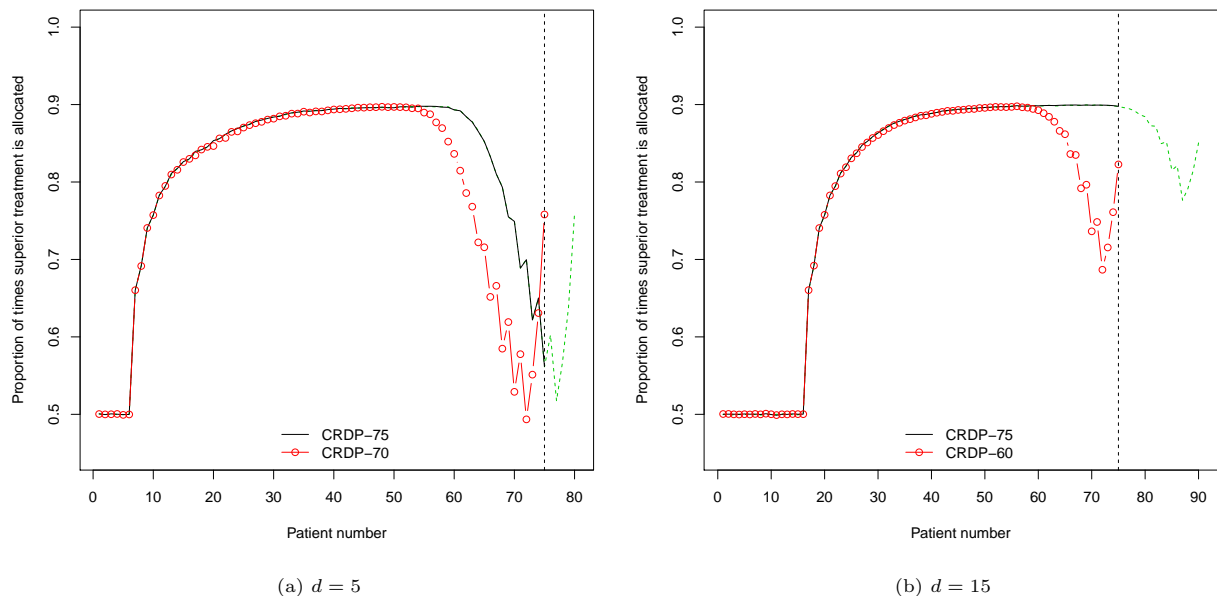 Proportion of times superior treatment is allocated
1.0
0.9
0.8
0.7
0.6
0.5
CRDP−75
CRDP−70
0 10 20 30 40 50 60 70 80
Patient number
(a) d = 5
Proportion of times superior treatment is allocated
1.0
0.9
0.8
0.7
0.6
0.5
CRDP−75
CRDP−60
0 10 20 30 40 50 60 70 80 90
Patient number
(b) d = 15